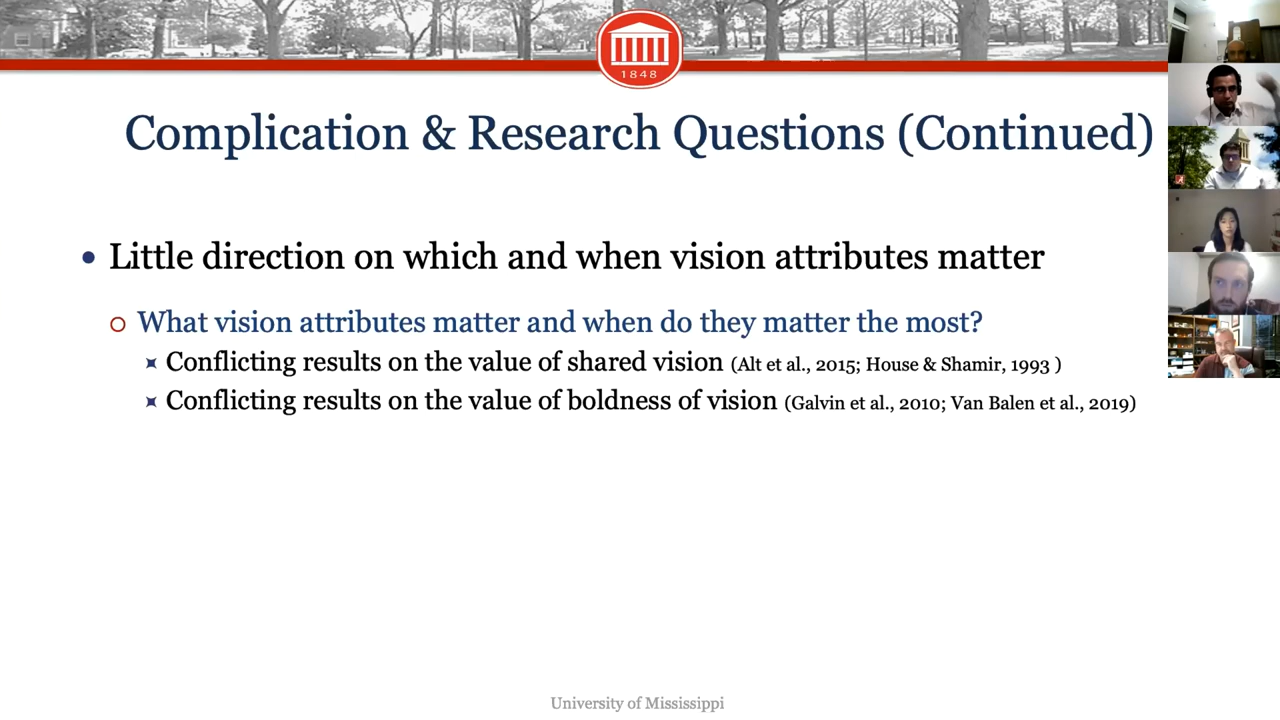 1848
Complication & Research Questions (Continued)
Little direction on which and when vision attributes matter
What vision attributes matter and when do they matter the most?
Conflicting results on the value of shared vision (Alt et al., 2015; House & Shamir, 1993 )
Conflicting results on the value of boldness of vision (Galvin et al., 2010; Van Balen et al., 2019)
University of Mississippi